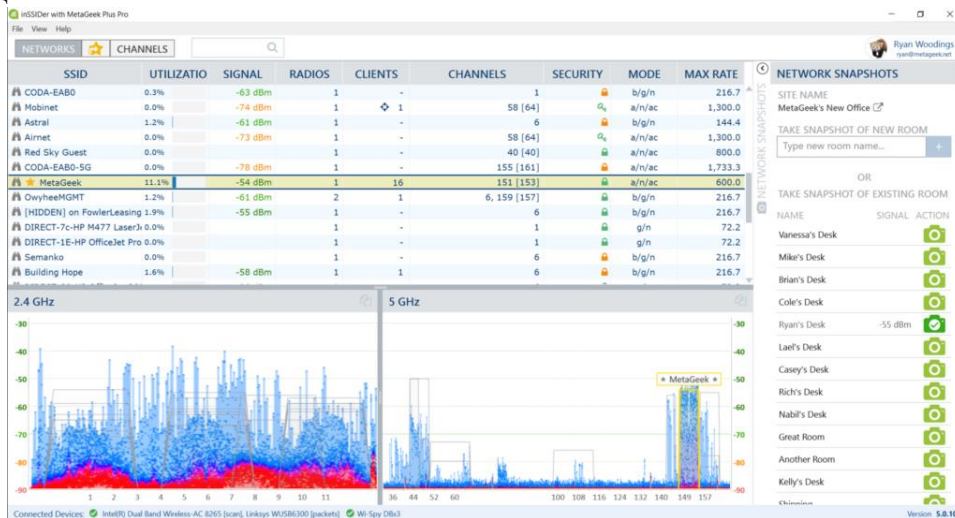 inSSIDer with MetaGeek Plus Pro
File View Help
NETWORKS CHANNELS
Ryan Woodings
ryan@metageek.net
SSID UTILIZATIO SIGNAL RADIOS CLIENTS CHANNELS SECURITY MODE MAX RATE
CODA-EAB0 0.3% -63 dBm 1 - 1 b/g/n 216.7
Mobinet 0.0% -74 dBm 1 1 58 [64] a/n/ac 1,300.0
Astral 1.2% -61 dBm 1 - 6 b/g/n 144.4
Airnet 0.0% -73 dBm 1 - 58 [64] a/n/ac 1,300.0
Red Sky Guest 0.0% 1 - 40 [40] a/n/ac 800.0
CODA-EAB0-5G 0.0% -78 dBm 1 - 155 [161] a/n/ac 1,733.3
MetaGeek 11.1% -54 dBm 1 16 151 [153] a/n/ac 600.0
OwyheeMGMT 1.2% -61 dBm 2 1 6, 159 [157] b/g/n 216.7
[HIDDEN] on FowlerLeasing 1.9% -55 dBm 1 - 6 b/g/n 216.7
DIRECT-7c-HP M477 LaserJ 0.0% 1 - 1 g/n 72.2
DIRECT-1E-HP OfficeJet Pro 0.0% 1 - 1 g/n 72.2
Semanko 0.0% 1 - 6 b/g/n 216.7
Building Hope 1.6% -58 dBm 1 1 6 b/g/n 216.7
NETWORK SNAPSHOTS
NETWORK SNAPSHOTS
SITE NAME
MetaGeek's New Office
TAKE SNAPSHOT OF NEW ROOM
Type new room name... +
OR
TAKE SNAPSHOT OF EXISTING ROOM
NAME SIGNAL ACTION
Vanessa's Desk
Mike's Desk
Brian's Desk
Cole's Desk
Ryan's Desk -55 dBm
Lael's Desk
Casey's Desk
Rich's Desk
Nabil's Desk
Great Room
Another Room
Kelly's Desk
2.4 GHz
-30
-40
-50
-60
-70
-80
-90
1 2 3 4 5 6 7 8 9 10 11
5 GHz
MetaGeek
-30
-40
-50
-60
-70
-80
-90
36 44 52 60 100 108 116 124 132 140 149 157
Connected Devices: Intel(R) Dual Band Wireless-AC 8265 [scan], Linksys WUSB6300 [packets] Wi-Spy DBx3
Version 5.0.10